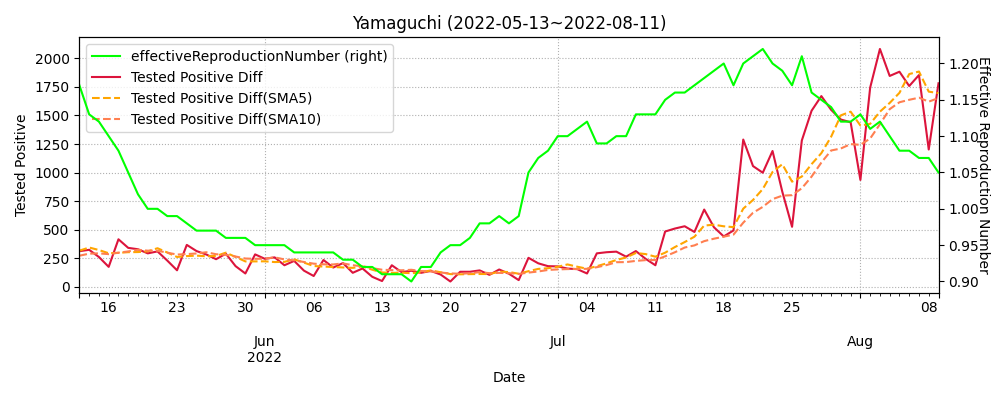 Yamaguchi (2022-05-13~2022-08-11)
effectiveReproductionNumber (right)
Tested Positive Diff
Tested Positive Diff(SMA5)
Tested Positive Diff(SMA10)
Tested Positive
2000
1750
1500
1250
1000
750
500
250
0
Effective Reproduction Number
1.20
1.15
1.10
1.05
1.00
0.95
0.90
16 23 30 06 13 20 27 04 11 18 25 08
Jun Jul Aug
2022
Date